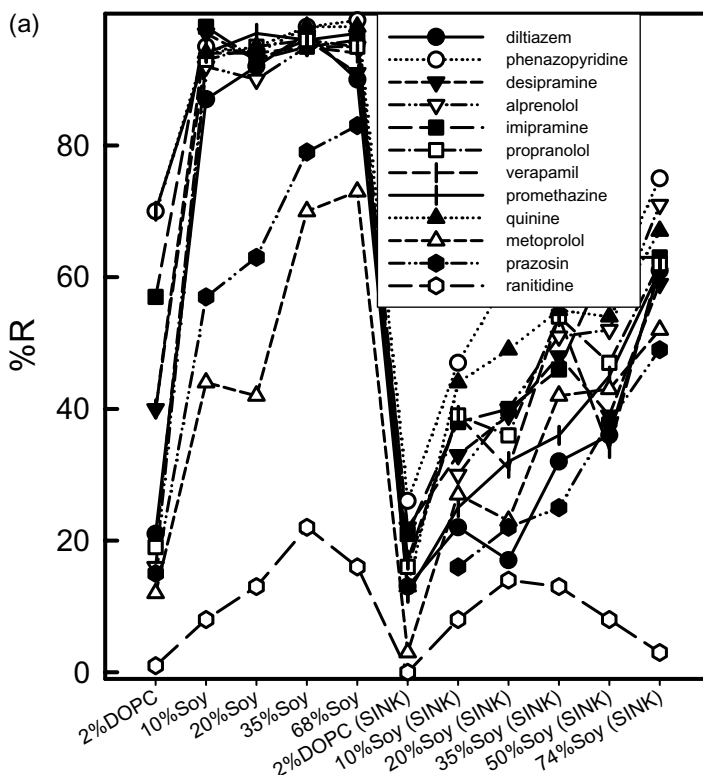 (a)
%R
80
60
40
20
0
diltiazem
phenazopyridine
desipramine
alprenolol
imipramine
propranolol
verapamil
promethazine
quinine
metoprolol
prazosin
ranitidine
2%DOPC
10%Soy
20%Soy
35%Soy
68%Soy
2%DOPC (SINK)
10%Soy (SINK)
20%Soy (SINK)
35%Soy (SINK)
50%Soy (SINK)
74%Soy (SINK)